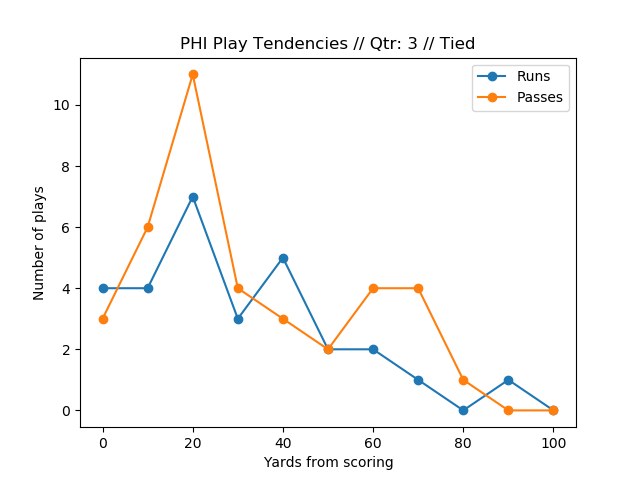 PHI Play Tendencies // Qtr: 3 // Tied
Runs
Passes
Number of plays
10
8
6
4
2
0
0 20 40 60 80 100
Yards from scoring